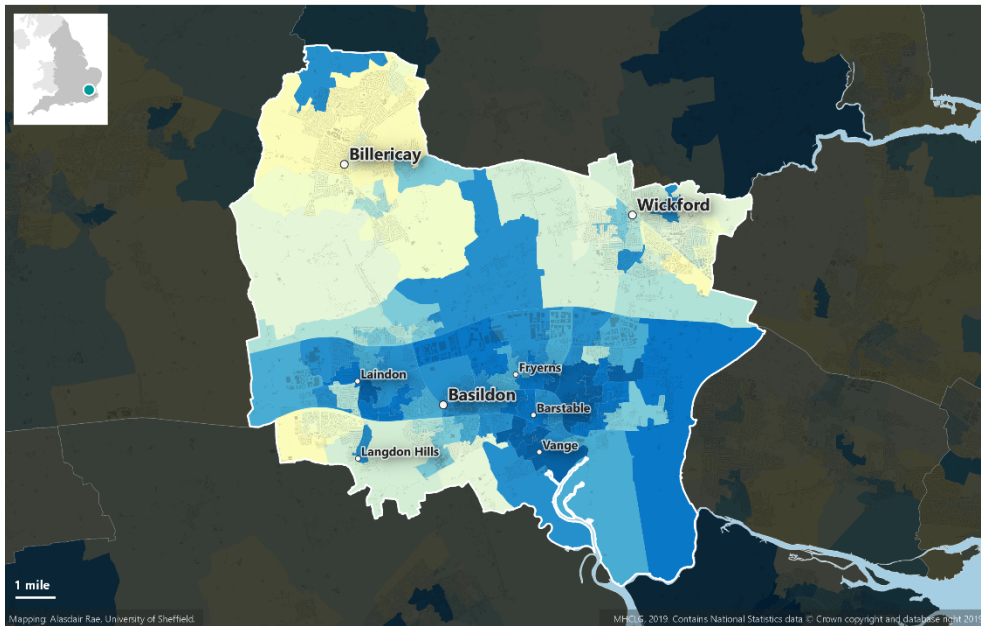 Billericay
Wickford
Laindon
Fryerns
Basildon
Barstable
Vange
Langdon Hills
1 mile
Mapping: Alasdair Rae, University of Sheffield.
MHCLG, 2019. Contains National Statistics data © Crown copyright and database right 2019